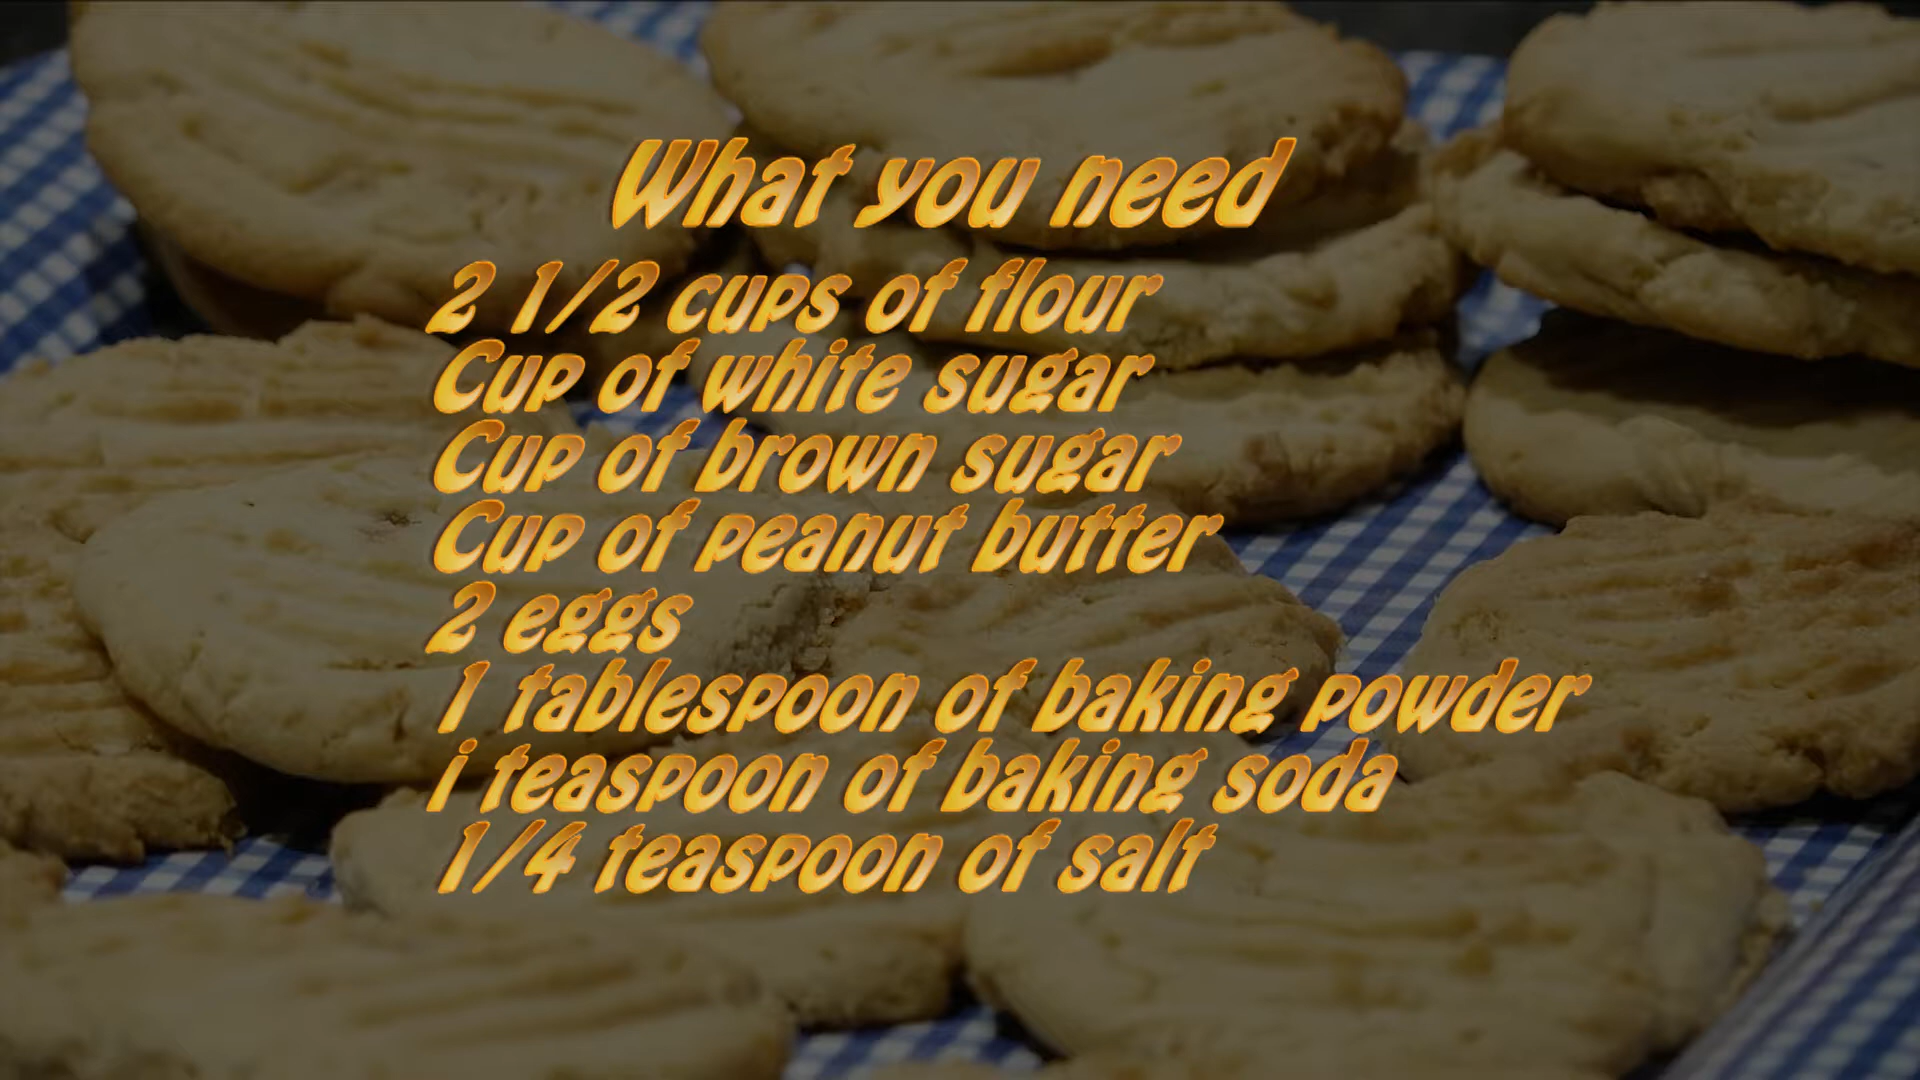 What you need
2 1/2 cups of flour
Cup of white sugar
Cup of brown sugar
Cup of peanut butter
2 eggs
1 tablespoon of baking powder
i teaspoon of baking soda
1/4 teaspoon of salt